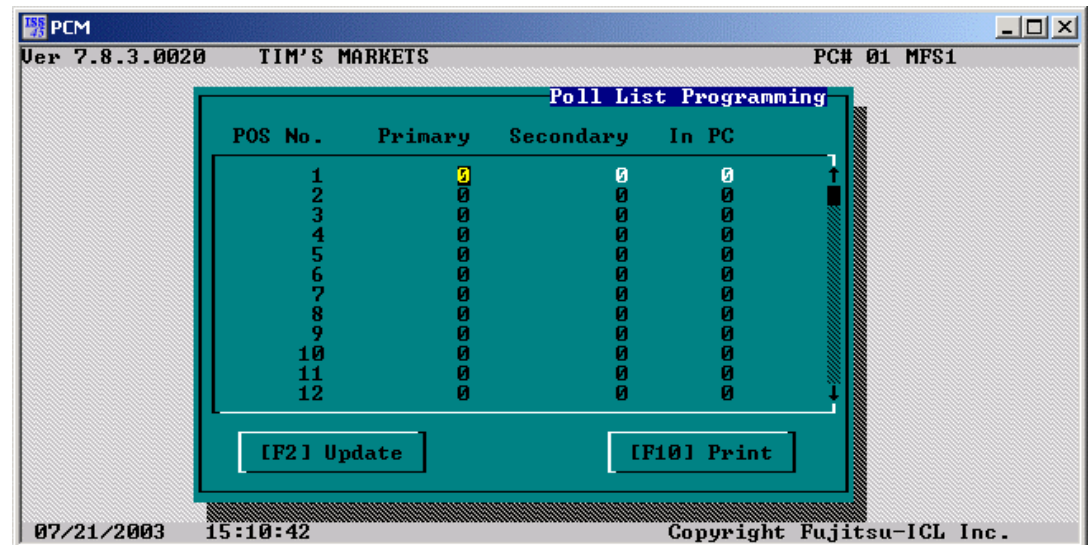 ISS 45 PCM
Ver 7.8.3.0020 TIM'S MARKETS PC# 01 MFS1
Poll List Programming
POS No. Primary Secondary In PC
1 0 0 0
2 0 0 0
3 0 0 0
4 0 0 0
5 0 0 0
6 0 0 0
7 0 0 0
8 0 0 0
9 0 0 0
10 0 0 0
11 0 0 0
12 0 0 0
[F2] Update [F10] Print
07/21/2003 15:10:42 Copyright Fujitsu-ICL Inc.